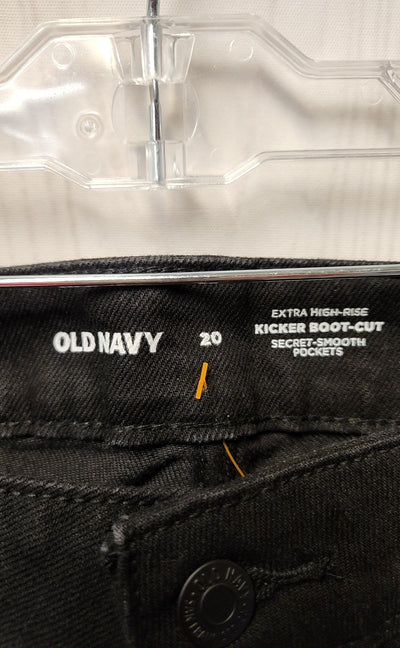 OLD NAVY
20
EXTRA HIGH-RISE
KICKER BOOT-CUT
SECRET-SMOOTH
POCKETS